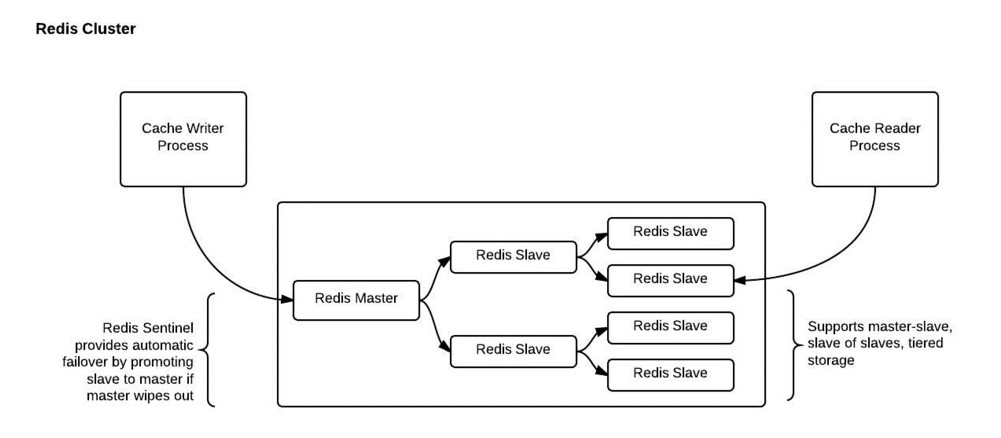 Redis Cluster
Cache Writer
Process
Cache Reader
Process
Redis Slave
Redis Slave
Redis Slave
Redis Master
Redis Slave
Redis Slave
Redis Slave
Redis Sentinel
provides automatic
failover by promoting
slave to master if
master wipes out
Supports master-slave,
slave of slaves, tiered
storage